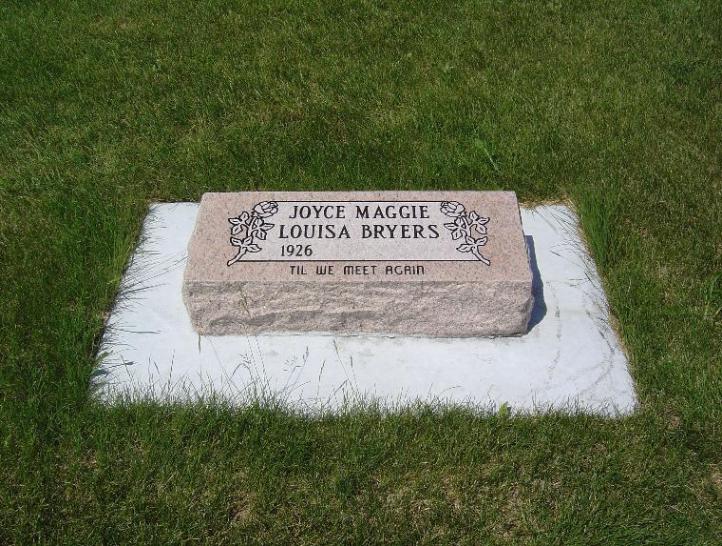 JOYCE MAGGIE
LOUISA BRYERS
1926
TIL WE MEET AGAIN